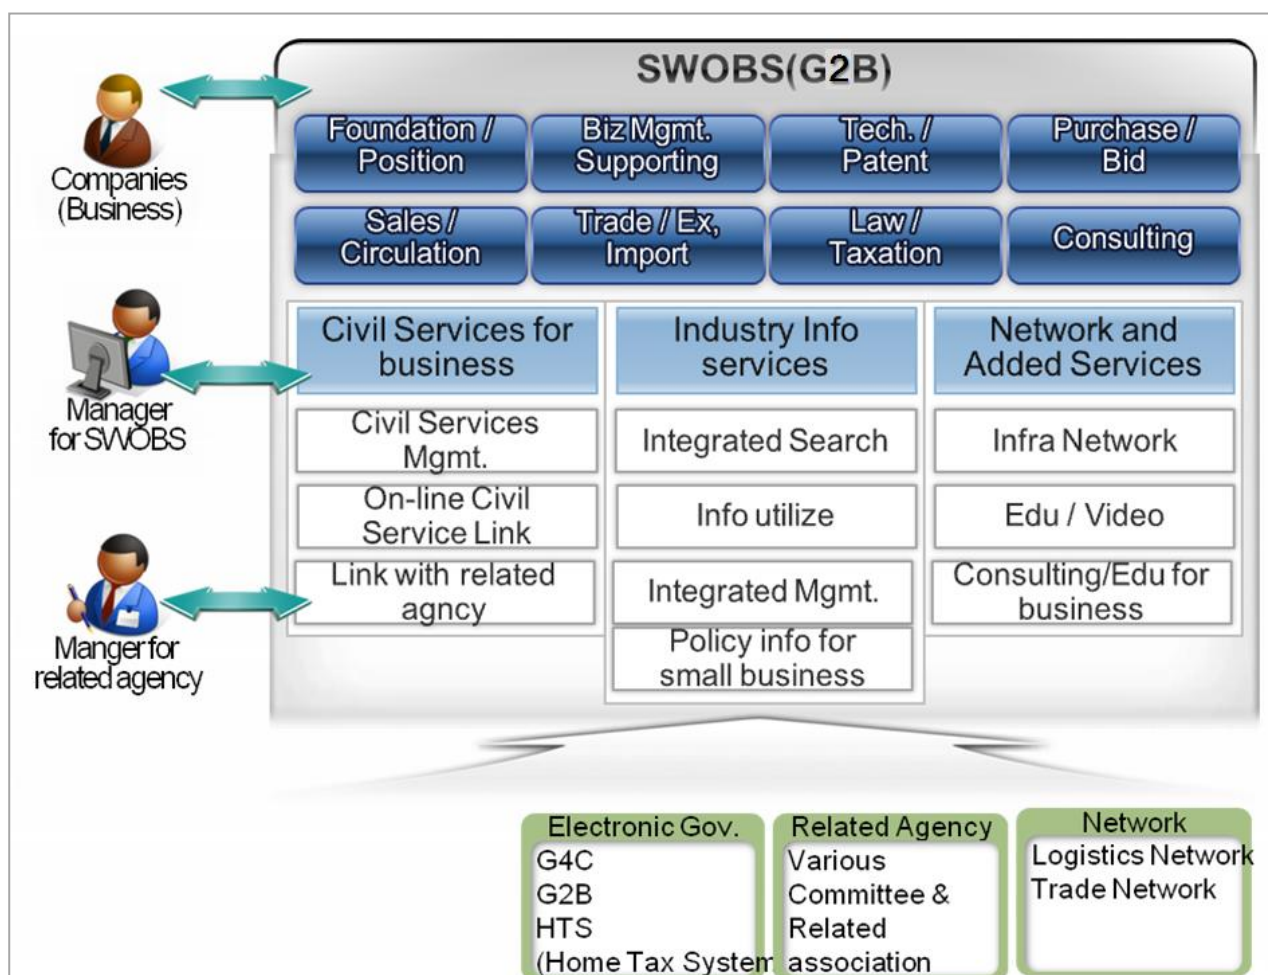 SWOBS(G2B)
Companies
(Business)
Foundation /
Position
Biz Mgmt.
Supporting
Tech. /
Patent
Purchase /
Bid
Sales /
Circulation
Trade / Ex,
Import
Law /
Taxation
Consulting
Manager
for SWOBS
Manger for
related agency
Civil Services for
business
Civil Services
Mgmt.
On-line Civil
Service Link
Link with related
agncy
Industry Info
services
Integrated Search
Info utilize
Integrated Mgmt.
Policy info for
small business
Network and
Added Services
Infra Network
Edu / Video
Consulting/Edu for
business
Electronic Gov.
G4C
G2B
HTS
(Home Tax System
Related Agency
Various
Committee &
Related
association
Network
Logistics Network
Trade Network